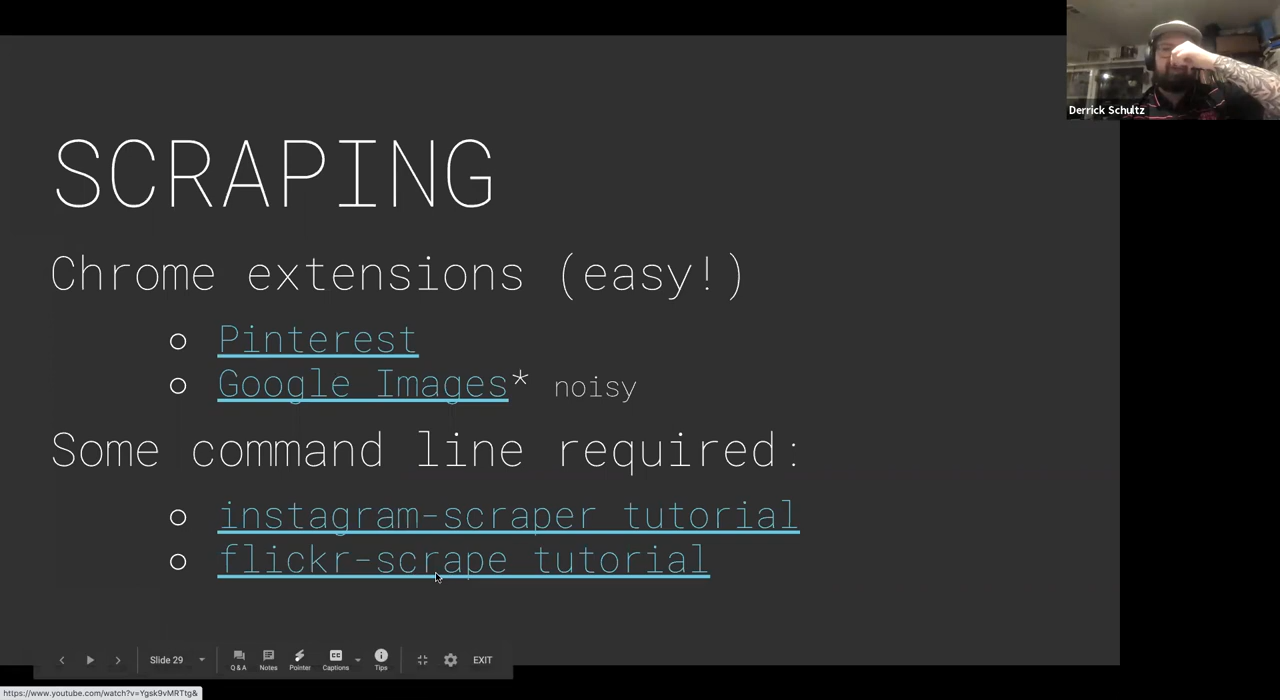 Derrick Schultz
SCRAPING
Chrome extensions (easy!)
Pinterest
Google Images* noisy
Some command line required:
instagram-scraper tutorial
flickr-scrape tutorial
Slide 29
Q & A
Notes
Pointer
CC
Captions
Tips
EXIT
https://www.youtube.com/watch?v=Ygsk9vMRTtg&